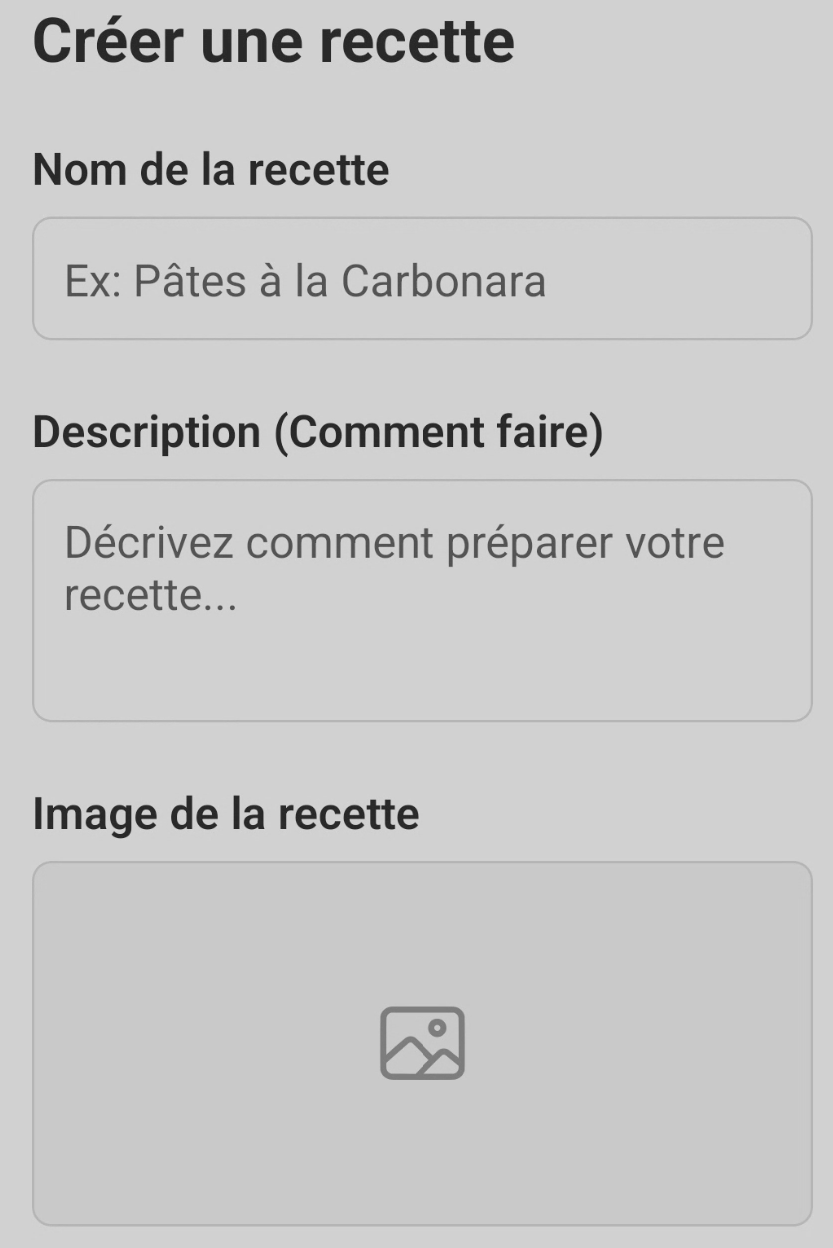 Créer une recette
Nom de la recette
Ex: Pâtes à la Carbonara
Description (Comment faire)
Décrivez comment préparer votre
recette...
Image de la recette